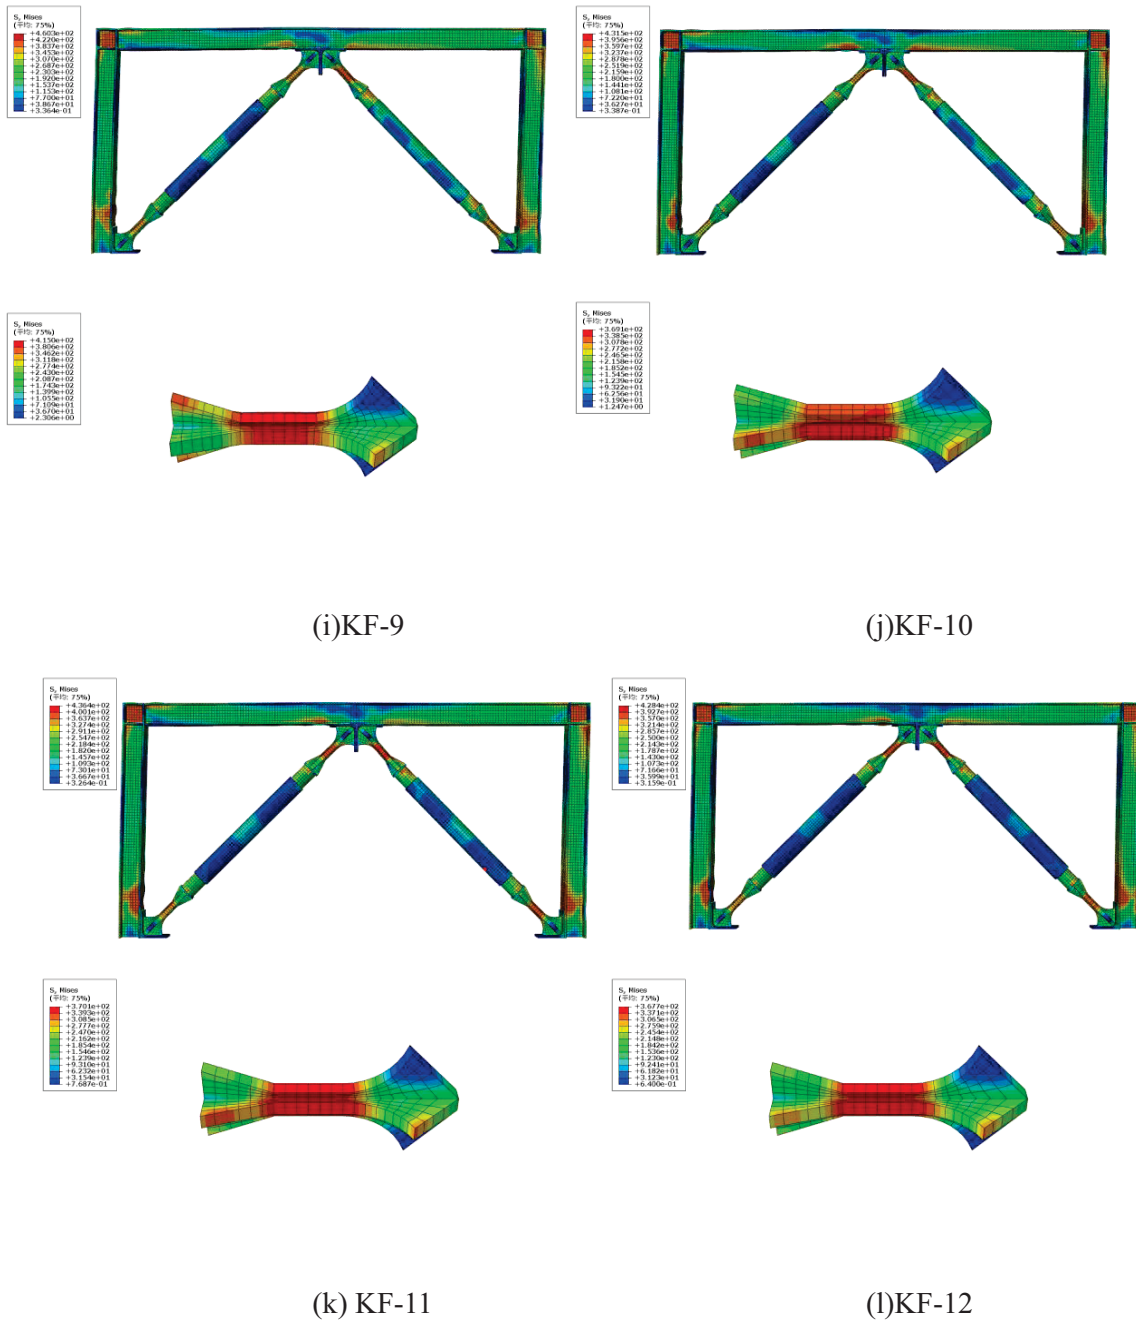 S, Mises
(平均: 75%)
+4.603e+02
+4.220e+02
+3.837e+02
+3.453e+02
+3.070e+02
+2.687e+02
+2.303e+02
+1.920e+02
+1.537e+02
+1.153e+02
+7.700e+01
+3.867e+01
+3.364e-01
S, Mises
(平均: 75%)
+4.315e+02
+3.956e+02
+3.597e+02
+3.237e+02
+2.878e+02
+2.519e+02
+2.159e+02
+1.800e+02
+1.441e+02
+1.081e+02
+7.220e+01
+3.627e+01
+3.387e-01
S, Mises
(平均: 75%)
+4.150e+02
+3.806e+02
+3.462e+02
+3.118e+02
+2.774e+02
+2.430e+02
+2.087e+02
+1.743e+02
+1.399e+02
+1.055e+02
+7.109e+01
+3.670e+01
+2.306e+00
S, Mises
(平均: 75%)
+3.691e+02
+3.385e+02
+3.078e+02
+2.772e+02
+2.465e+02
+2.158e+02
+1.852e+02
+1.545e+02
+1.239e+02
+9.322e+01
+6.256e+01
+3.190e+01
+1.247e+00
(i)KF-9
(j)KF-10
S, Mises
(平均: 75%)
+4.364e+02
+4.001e+02
+3.637e+02
+3.274e+02
+2.911e+02
+2.547e+02
+2.184e+02
+1.820e+02
+1.457e+02
+1.093e+02
+7.301e+01
+3.667e+01
+3.264e-01
S, Mises
(平均: 75%)
+4.284e+02
+3.927e+02
+3.570e+02
+3.214e+02
+2.857e+02
+2.500e+02
+2.143e+02
+1.787e+02
+1.430e+02
+1.073e+02
+7.166e+01
+3.599e+01
+3.159e-01
S, Mises
(平均: 75%)
+3.701e+02
+3.393e+02
+3.085e+02
+2.777e+02
+2.470e+02
+2.162e+02
+1.854e+02
+1.546e+02
+1.239e+02
+9.310e+01
+6.232e+01
+3.154e+01
+7.687e-01
S, Mises
(平均: 75%)
+3.677e+02
+3.371e+02
+3.065e+02
+2.759e+02
+2.454e+02
+2.148e+02
+1.842e+02
+1.536e+02
+1.230e+02
+9.241e+01
+6.182e+01
+3.123e+01
+6.400e-01
(k) KF-11
(l)KF-12